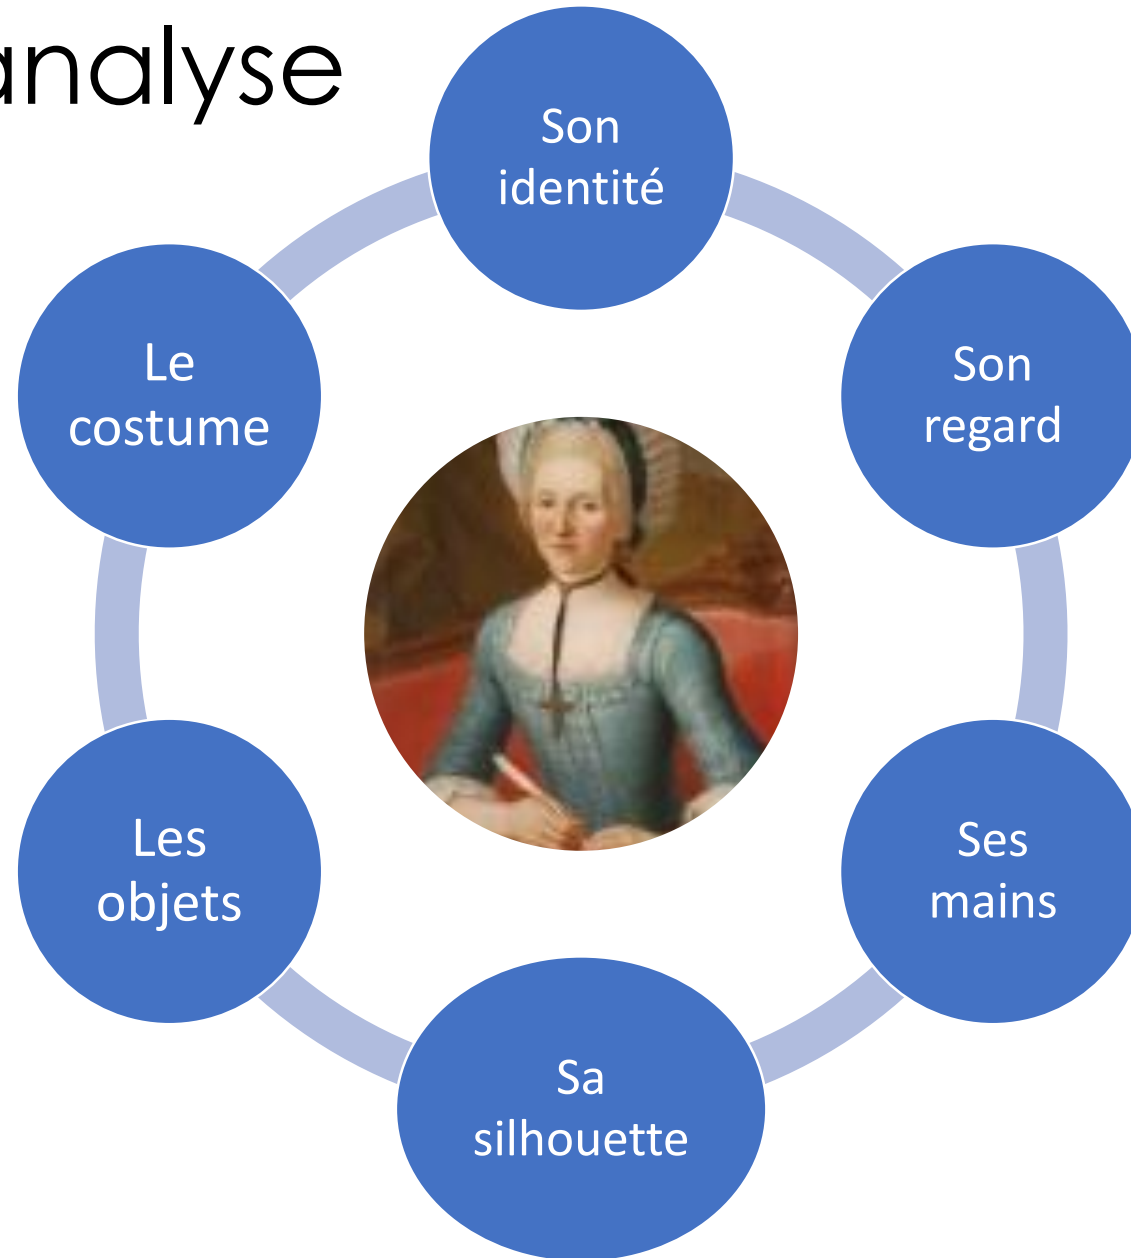 analyse
Son
identité
Son
regard
Ses
mains
Sa
silhouette
Les
objets
Le
costume